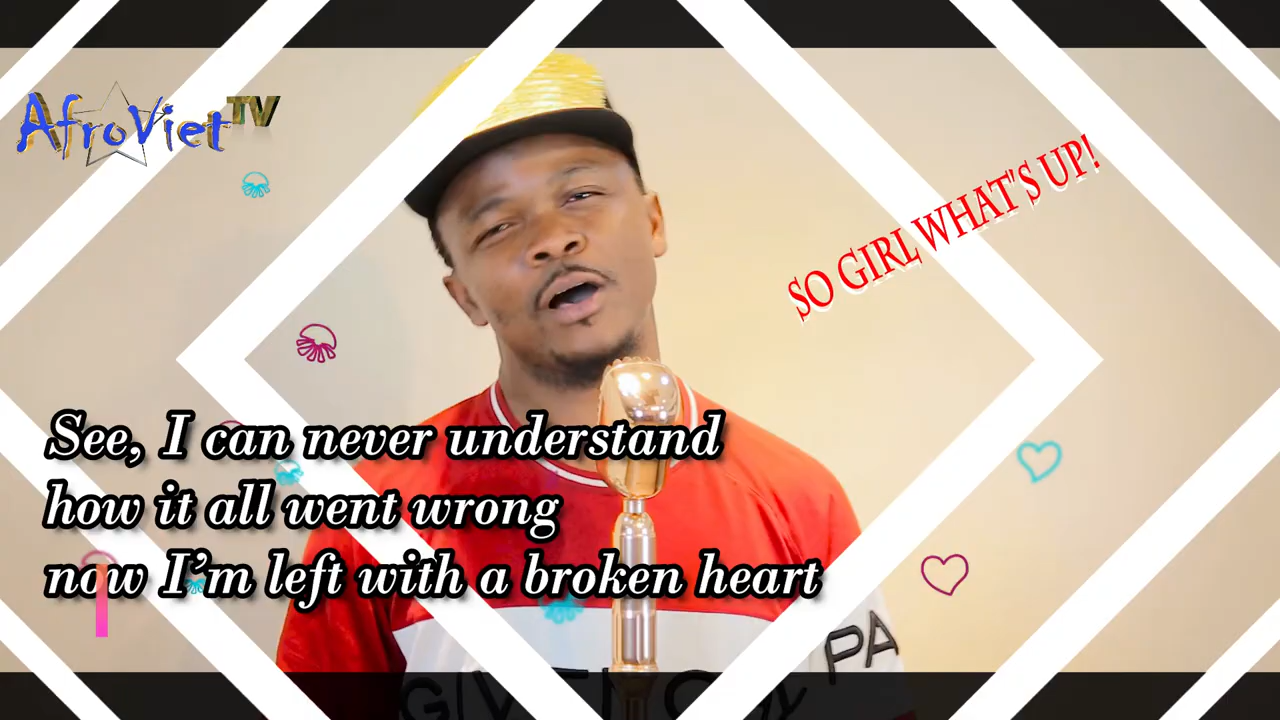 AfroViet TV
SO GIRL WHAT'S UP!
See, I can never understand
how it all went wrong
now I'm left with a broken heart
PA